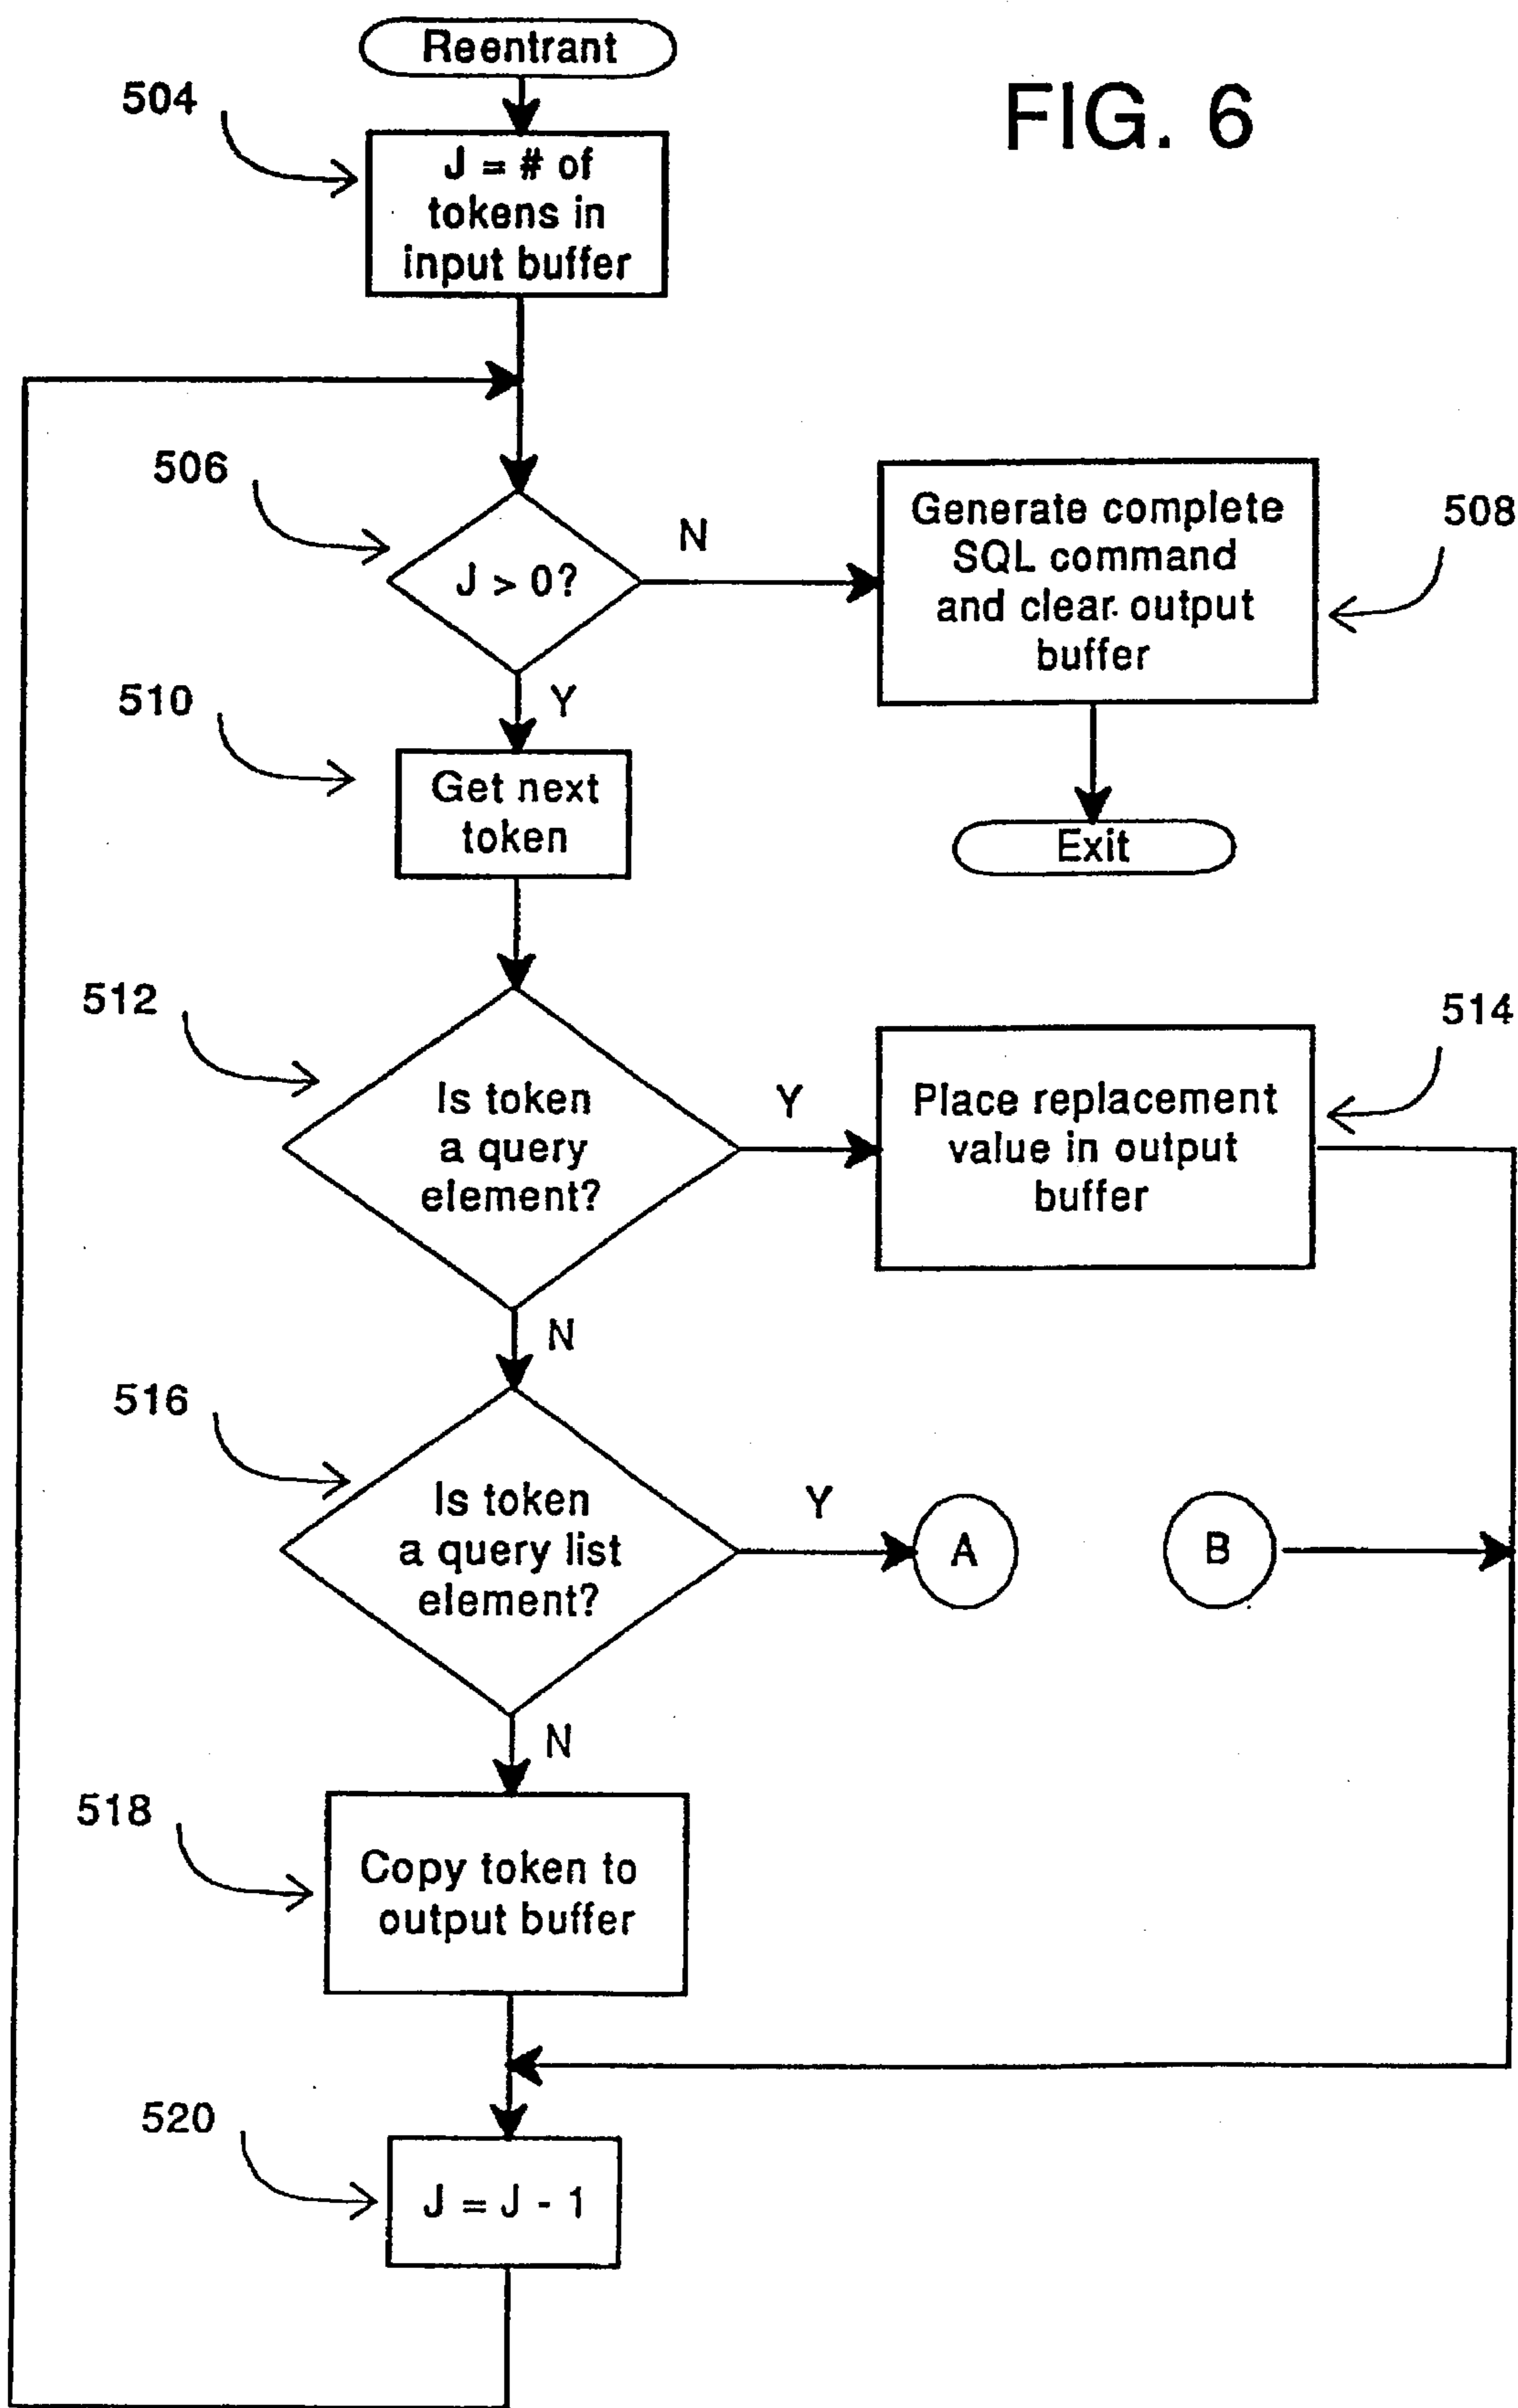 Reentrant
FIG. 6
504
J = # of
tokens in
input buffer
506
J > 0?
N
Generate complete
SQL command
and clear output
buffer
508
Y
510
Get next
token
Exit
512
Is token
a query
element?
Y
Place replacement
value in output
buffer
514
N
516
Is token
a query list
element?
Y
A
B
N
518
Copy token to
output buffer
520
J = J - 1